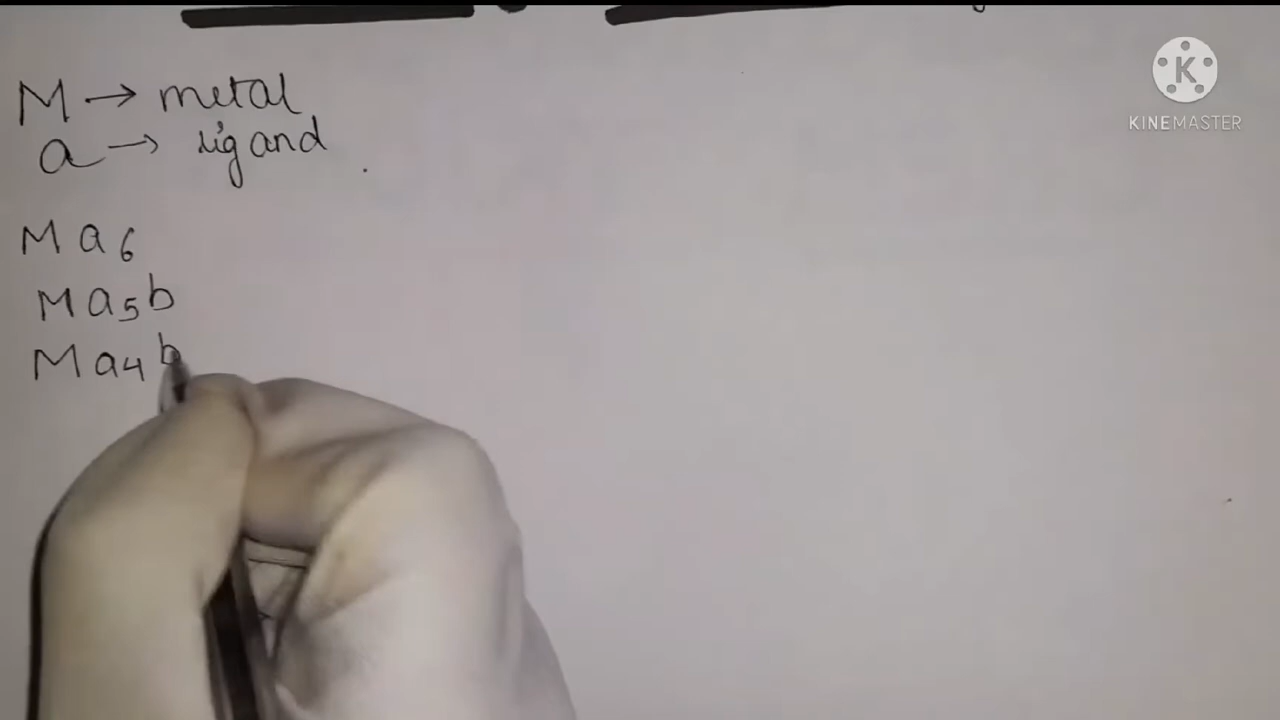 M → metal
a → ligand
Ma6
Ma5b
Ma4b
KINEMASTER